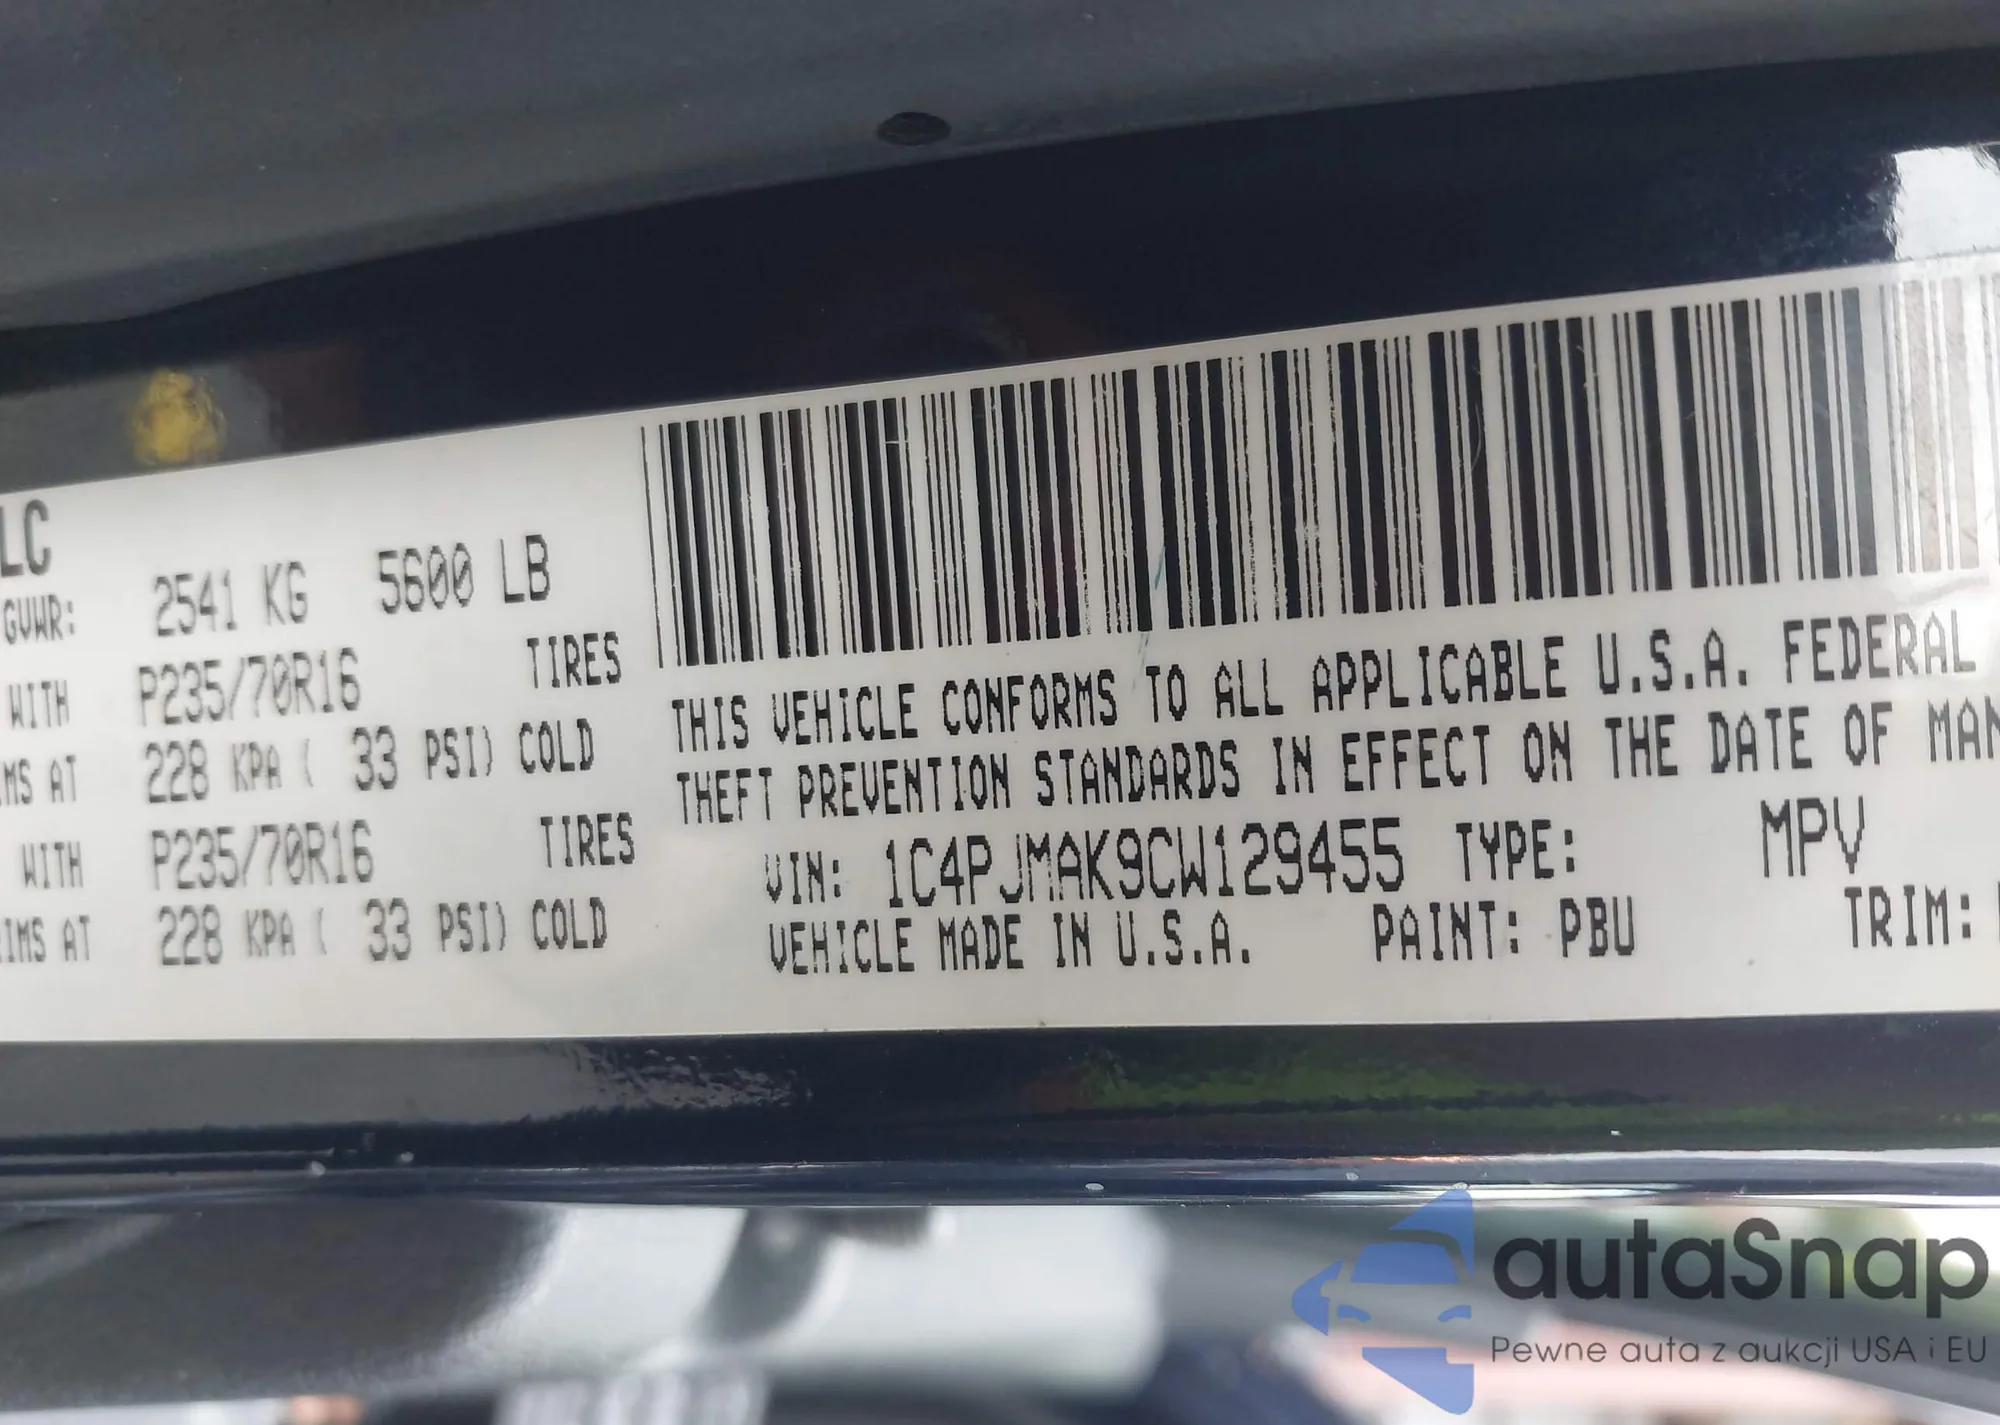 LC
GVWR: 2541 KG 5600 LB
WITH P235/70R16 TIRES
IMS AT 228 KPA ( 33 PSI) COLD
WITH P235/70R16 TIRES
RIMS AT 228 KPA ( 33 PSI) COLD
THIS VEHICLE CONFORMS TO ALL APPLICABLE U.S.A. FEDERAL
THEFT PREVENTION STANDARDS IN EFFECT ON THE DATE OF MAN
VIN: 1C4PJMAK9CW129455 TYPE: MPV
VEHICLE MADE IN U.S.A. PAINT: PBU TRIM:
autaSnap
Pewne auta z aukcji USA i EU